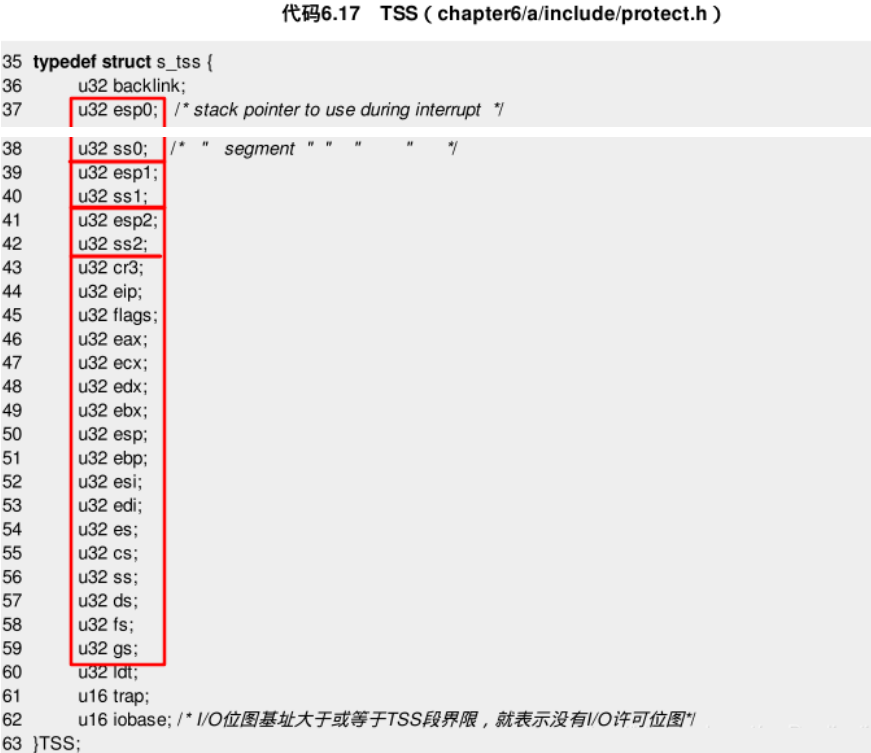 代码6.17 TSS（chapter6/a/include/protect.h）
35 typedef struct s_tss {
36 u32 backlink;
37 u32 esp0; /* stack pointer to use during interrupt */
38 u32 ss0; /* " segment " " " " */
39 u32 esp1;
40 u32 ss1;
41 u32 esp2;
42 u32 ss2;
43 u32 cr3;
44 u32 eip;
45 u32 flags;
46 u32 eax;
47 u32 ecx;
48 u32 edx;
49 u32 ebx;
50 u32 esp;
51 u32 ebp;
52 u32 esi;
53 u32 edi;
54 u32 es;
55 u32 cs;
56 u32 ss;
57 u32 ds;
58 u32 fs;
59 u32 gs;
60 u32 ldt;
61 u16 trap;
62 u16 iobase; /* I/O位图基址大于或等于TSS段界限，就表示没有I/O许可位图*/
63 }TSS;